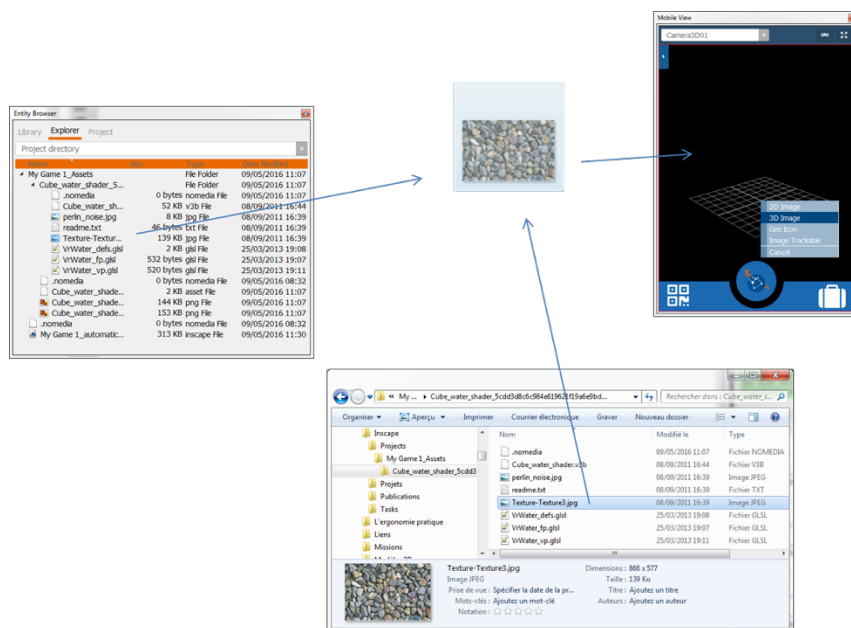 Entity Browser
Library Explorer Project
Project directory
Name Size Type Date Modified
My Game 1_Assets File Folder 09/05/2016 11:07
Cube_water_shader_5... File Folder 09/05/2016 11:07
.nomedia 0 bytes nomedia File 09/05/2016 11:07
Cube_water_sh... 52 KB v3b File 08/09/2011 16:44
perlin_noise.jpg 8 KB jpg File 08/09/2011 16:39
readme.txt 46 bytes txt File 08/09/2011 16:39
Texture-Textur... 139 KB jpg File 08/09/2011 16:39
VrWater_defs.glsl 2 KB glsl File 25/03/2013 19:08
VrWater_fp.glsl 532 bytes glsl File 25/03/2013 19:07
VrWater_vp.glsl 520 bytes glsl File 25/03/2013 19:11
.nomedia 0 bytes nomedia File 09/05/2016 08:32
Cube_water_shade... 2 KB asset File 09/05/2016 11:07
Cube_water_shade... 144 KB png File 09/05/2016 11:07
Cube_water_shade... 153 KB png File 09/05/2016 11:07
.nomedia 0 bytes nomedia File 09/05/2016 08:32
My Game 1_automatic... 313 KB inscape File 09/05/2016 11:30
Mobile View
Camera3D01
2D Image
3D Image
Geo Icon
Image Trackable
Cancel
« My ... Cube_water_shader_5cdd3d8c6c984e619621f19a6e9bd... Rechercher dans : Cube_water_s...
Organiser Aperçu Imprimer Courrier électronique Graver Nouveau dossier
Inscape
Projects
My Game 1_Assets
Cube_water_shader_5cdd3
Projets
Publications
Tasks
L'ergonomie pratique
Liens
Missions
Nom Modifié le Type
.nomedia 09/05/2016 11:07 Fichier NOMEDIA
Cube_water_shader.v3b 08/09/2011 16:44 Fichier V3B
perlin_noise.jpg 08/09/2011 16:39 Image JPEG
readme.txt 08/09/2011 16:39 Fichier TXT
Texture-Texture3.jpg 08/09/2011 16:39 Image JPEG
VrWater_defs.glsl 25/03/2013 19:08 Fichier GLSL
VrWater_fp.glsl 25/03/2013 19:07 Fichier GLSL
VrWater_vp.glsl 25/03/2013 19:11 Fichier GLSL
Texture-Texture3.jpg Dimensions : 866 x 577
Image JPEG Taille : 139 Ko
Prise de vue : Spécifier la date de la pr... Titre : Ajoutez un titre
Mots-clés : Ajoutez un mot-clé Auteurs : Ajoutez un auteur
Notation :